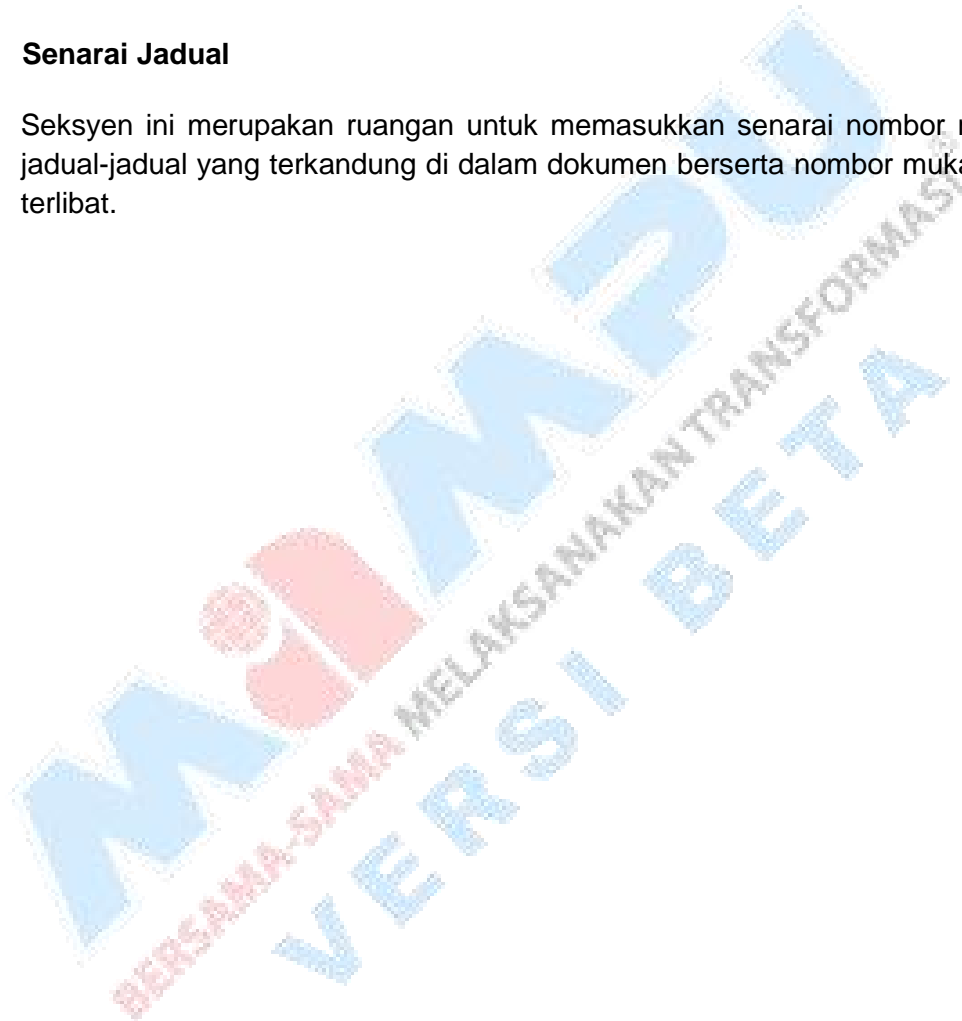 Senarai Jadual
Seksyen ini merupakan ruangan untuk memasukkan senarai nombor
jadual-jadual yang terkandung di dalam dokumen berserta nombor muka
terlibat.
MAMPU
BERSAMA-SAMA MELAKSANAKAN TRANSFORMASI
VERSI BETA